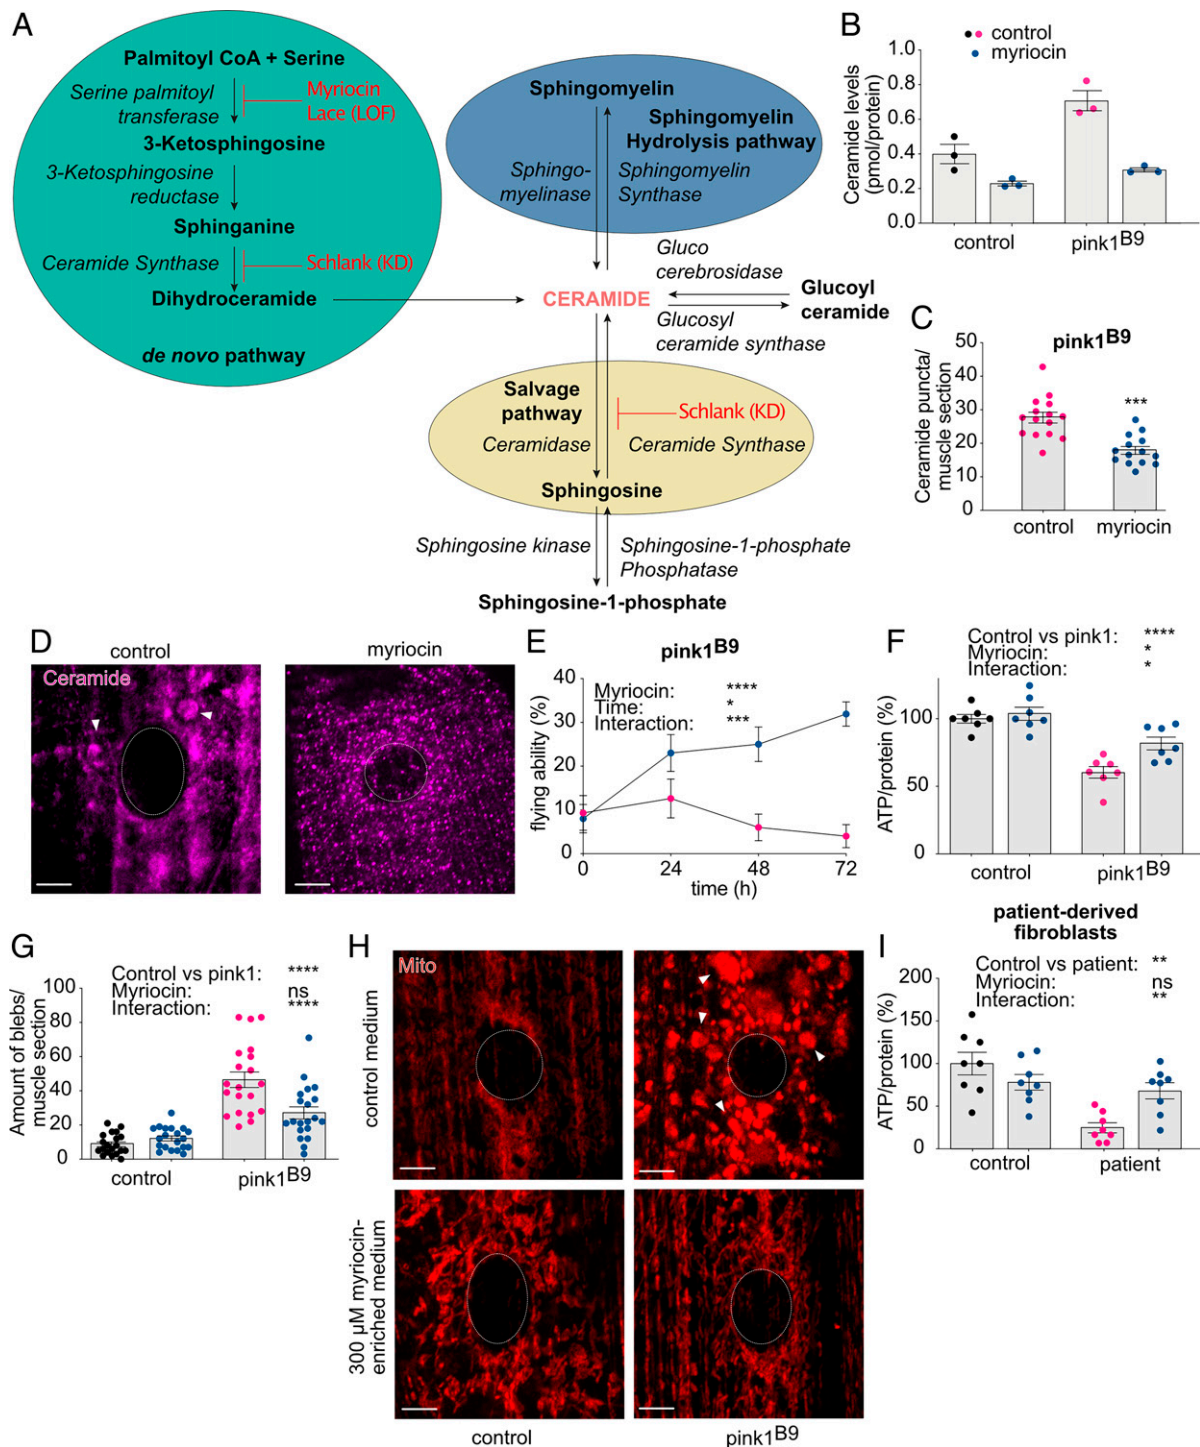 A
Palmitoyl CoA + Serine
Serine palmitoyl
transferase
Myriocin
Lace (LOF)
3-Ketosphingosine
3-Ketosphingosine
reductase
Sphinganine
Ceramide Synthase
Schlank (KD)
Dihydroceramide
de novo pathway
Sphingomyelin
Sphingomyelin
Hydrolysis pathway
Sphingo-
myelinase
Sphingomyelin
Synthase
Gluco
cerebrosidase
CERAMIDE
Glucoyl
ceramide
Glucosyl
ceramide synthase
Salvage
pathway
Schlank (KD)
Ceramidase
Ceramide Synthase
Sphingosine
Sphingosine kinase
Sphingosine-1-phosphate
Phosphatase
Sphingosine-1-phosphate
B
control
myriocin
Ceramide levels
(pmol/protein)
1.0
0.8
0.6
0.4
0.2
0.0
control
pink1B9
C
pink1B9
Ceramide puncta/
muscle section
50
40
30
20
10
0
***
control
myriocin
D
control
myriocin
Ceramide
E
pink1B9
Myriocin: ****
Time: *
Interaction: ***
flying ability (%)
40
30
20
10
0
0
24
48
72
time (h)
F
Control vs pink1: ****
Myriocin: *
Interaction: *
ATP/protein (%)
100
50
0
control
pink1B9
G
Control vs pink1: ****
Myriocin: ns
Interaction: ****
Amount of blebs/
muscle section
100
80
60
40
20
0
control
pink1B9
H
Mito
control medium
300 µM myriocin-
enriched medium
control
pink1B9
patient-derived
fibroblasts
I
Control vs patient: **
Myriocin: ns
Interaction: **
ATP/protein (%)
200
150
100
50
0
control
patient